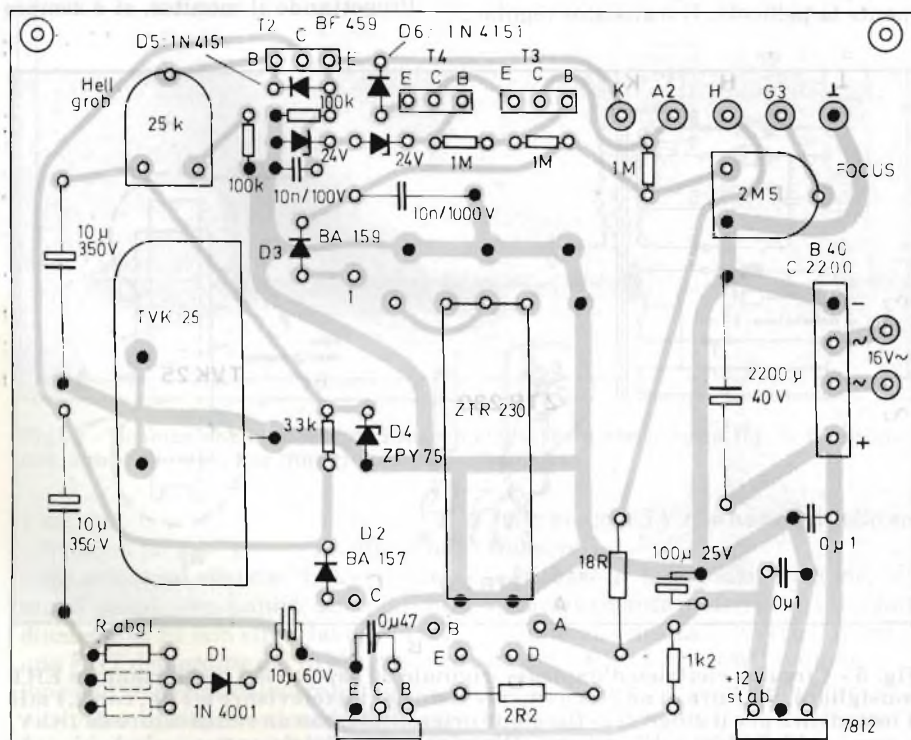 T2
BF 459
C
B
E
D5: 1N 4151
D6: 1N 4151
T4
E C B
T3
E C B
Hell
grob
25 k
100k
24V
24V
100k
10n/100V
1M
1M
K
A2
H
G3
⊥
1M
2M5
FOCUS
10n/1000V
BA 159
D3
1
10 µ
350V
TVK 25
B 40
C 2200
-
~
16V~
~
+
2200 µ
40V
ZTR 230
33k
D4
ZPY 75
10 µ
350V
D2
BA 157
C
18R
100µ 25V
0µ1
0µ1
R abgl
D1
1N 4001
10µ 60V
0µ47
B
E
A
D
E C B
2R2
1k2
+12V
stab.
7812